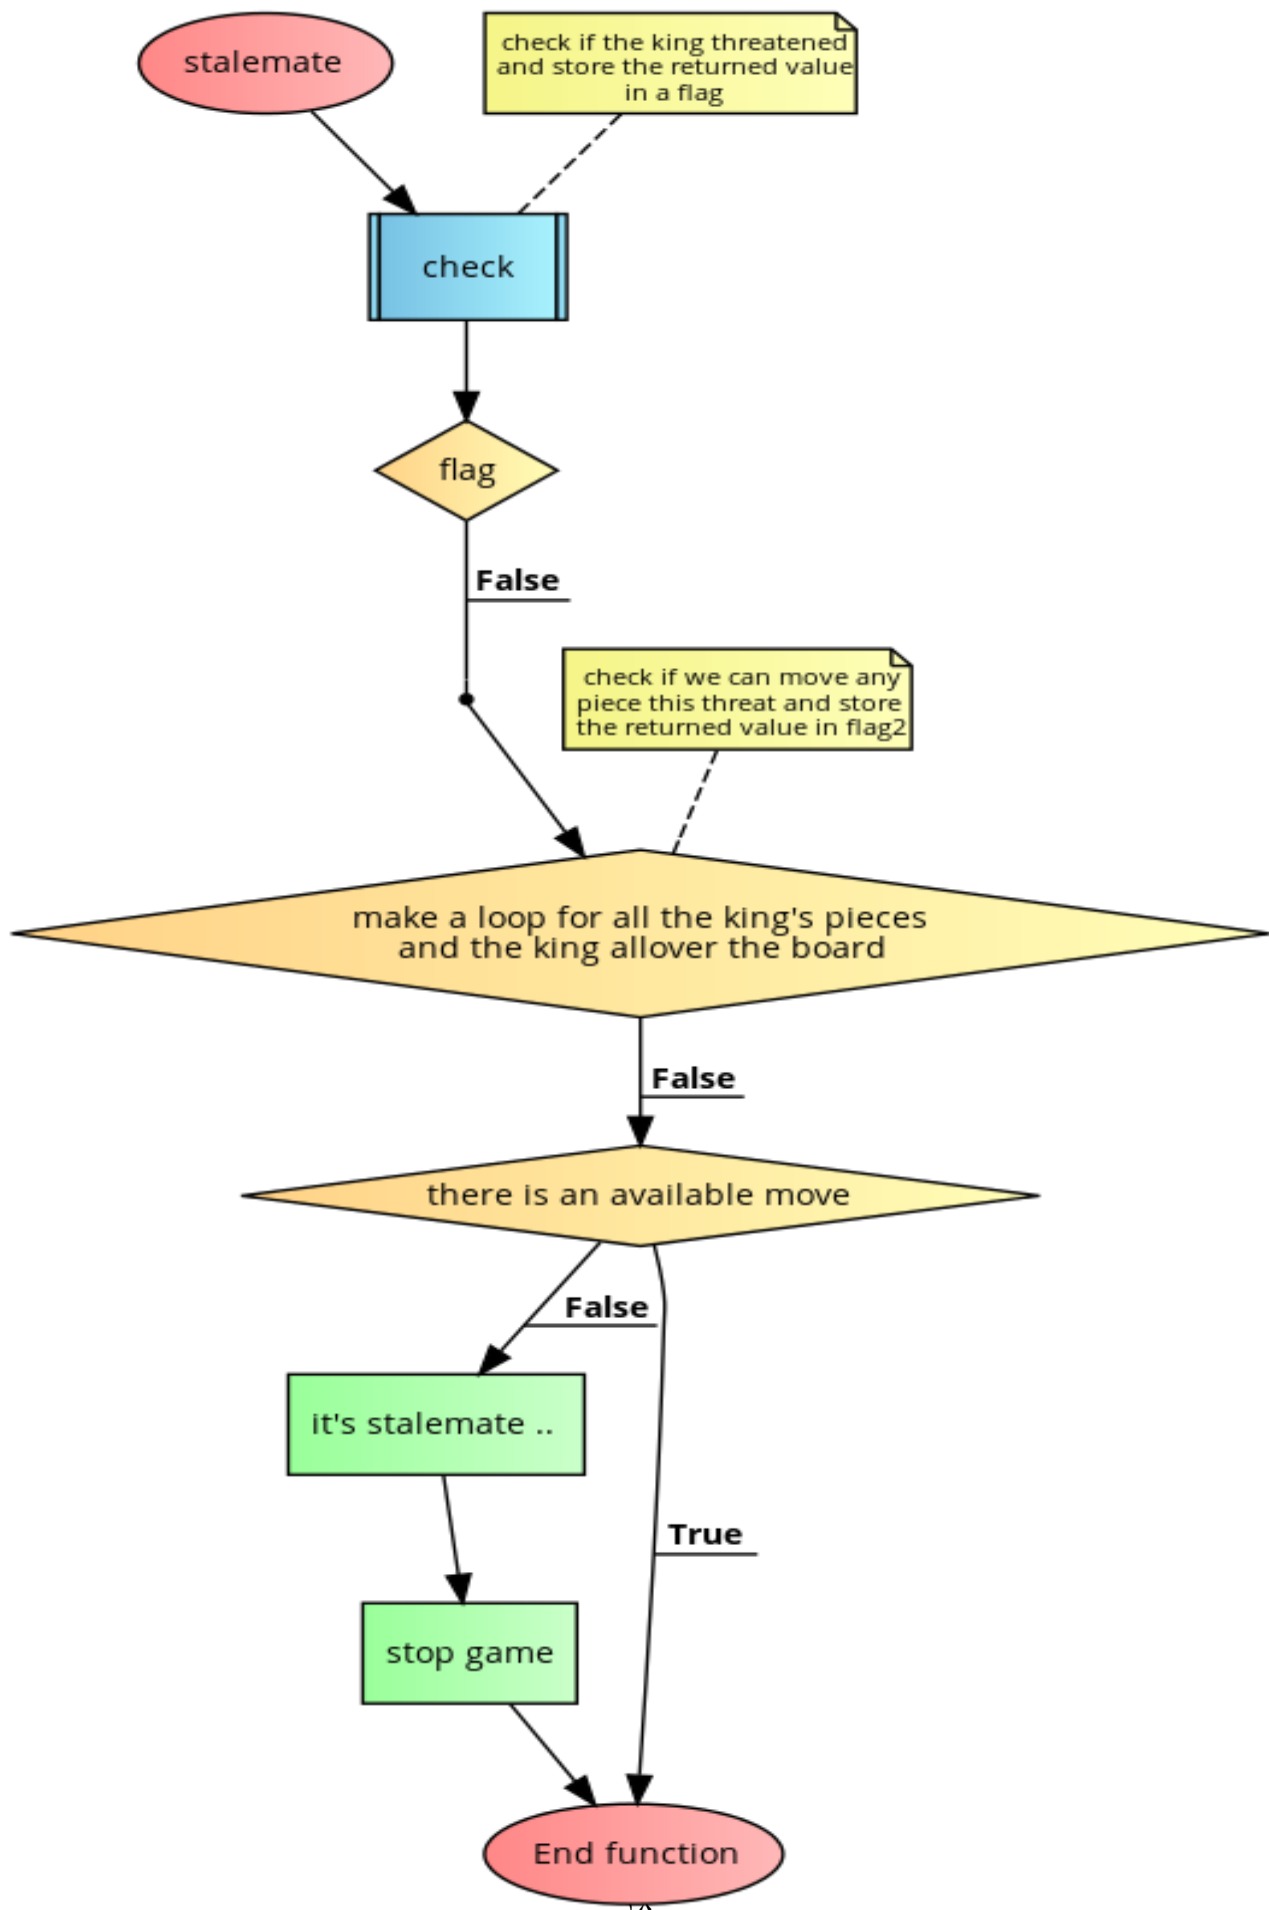 stalemate
check if the king threatened
and store the returned value
in a flag
check
flag
False
check if we can move any
piece this threat and store
the returned value in flag2
make a loop for all the king's pieces
and the king allover the board
False
there is an available move
False
it's stalemate ..
True
stop game
End function